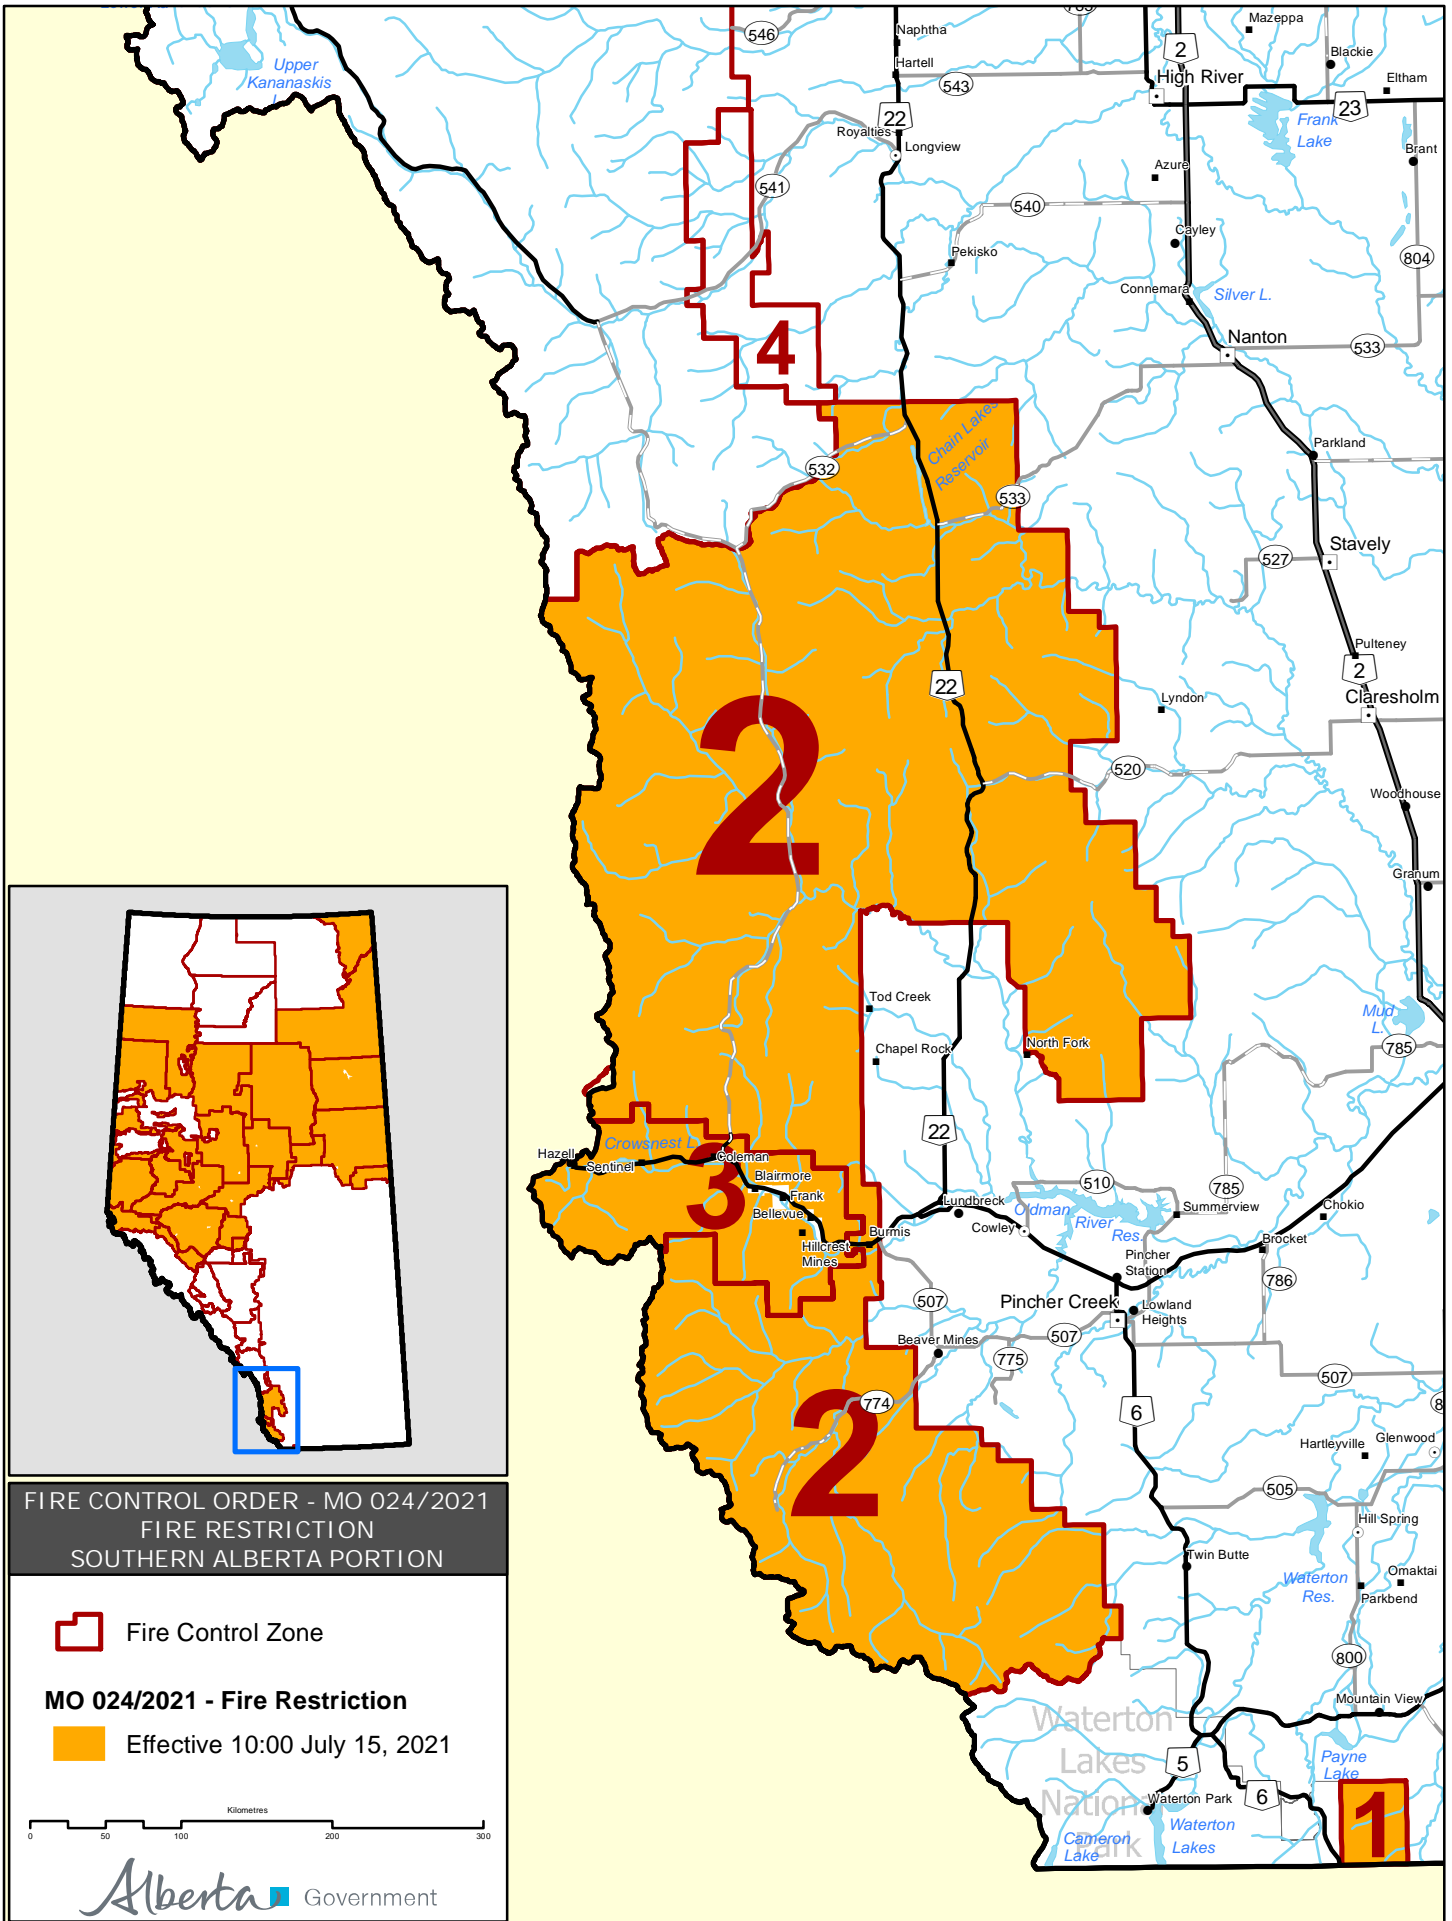 546
Naphtha
Hartell
543
2
Mazeppa
Blackie
High River
Eltham
Upper
Kananaskis
22
Royalties
Longview
23
Frank
Lake
Brant
Azure
541
540
Cayley
Pekisko
804
Connemara
Silver L.
Nanton
533
4
Chain Lakes
Reservoir
532
533
Parkland
Stavely
527
Pulteney
2
Claresholm
22
Lyndon
2
520
Woodhouse
Granum
Tod Creek
Chapel Rock
North Fork
Mud
L.
785
22
Crowsnest L.
Hazell
Sentinel
Coleman
3
Blairmore
Frank
Bellevue
Hillcrest
Mines
Burmis
Lundbreck
Cowley
510
Oldman
River
Res.
785
Summerview
Chokio
Brocket
Pincher
Station
786
Pincher Creek
Lowland
Heights
507
507
Beaver Mines
775
507
774
2
6
Hartleyville
Glenwood
505
Hill Spring
Twin Butte
Waterton
Res.
Omaktai
Parkbend
800
Mountain View
Waterton
Lakes
National
Park
5
Payne
Lake
6
Waterton Park
Waterton
Lakes
Cameron
Lake
1
FIRE CONTROL ORDER - MO 024/2021
FIRE RESTRICTION
SOUTHERN ALBERTA PORTION
Fire Control Zone
MO 024/2021 - Fire Restriction
Effective 10:00 July 15, 2021
Kilometres
0 50 100 200 300
Alberta Government